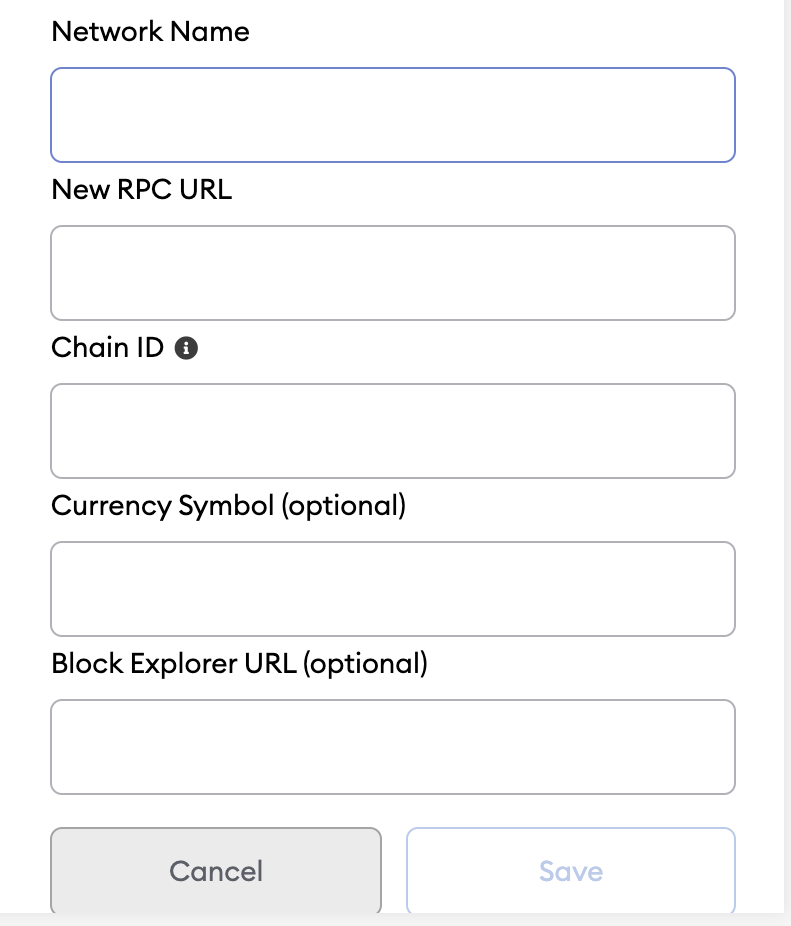 Network Name
New RPC URL
Chain ID
Currency Symbol (optional)
Block Explorer URL (optional)
Cancel Save